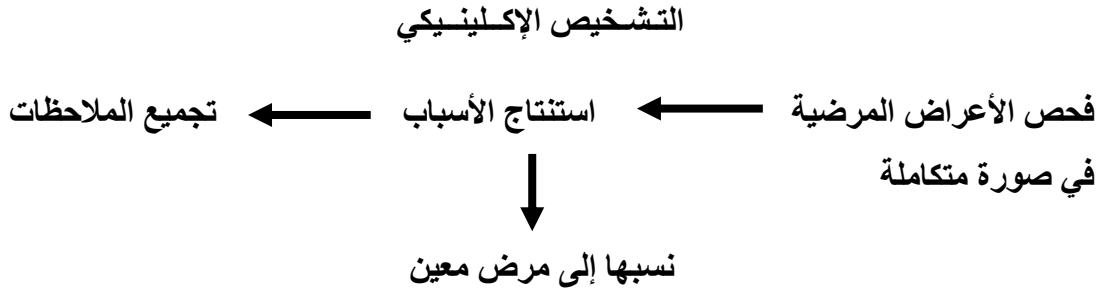 التشخيص الإكلينيكي
فحص الأعراض المرضية استنتاج الأسباب تجميع الملاحظات
في صورة متكاملة
نسبها إلى مرض معين